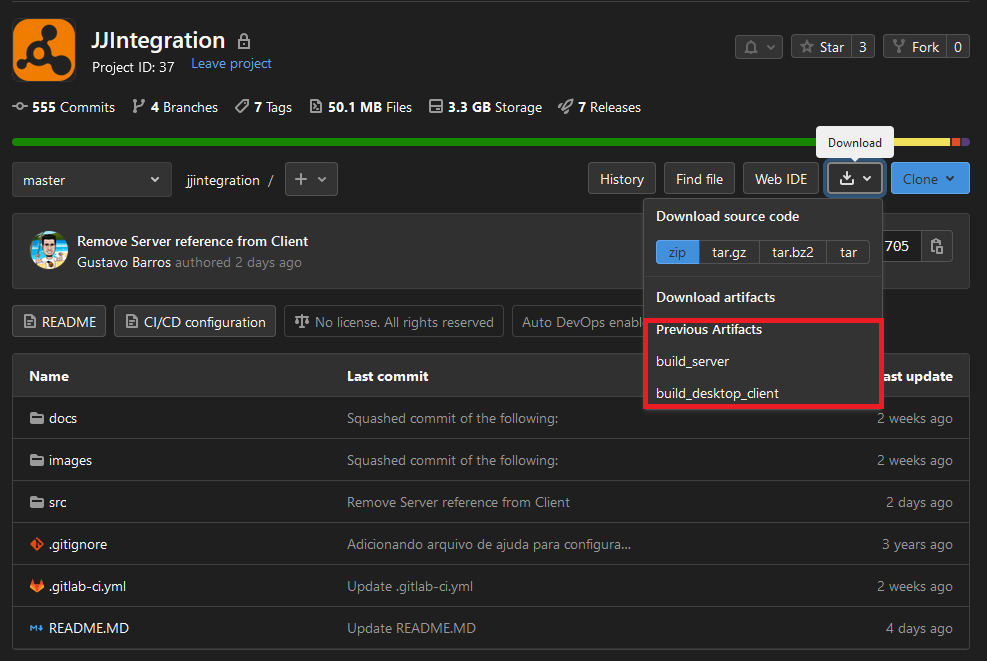 JJIntegration
Project ID: 37 Leave project
Star 3 Fork 0
555 Commits 4 Branches 7 Tags 50.1 MB Files 3.3 GB Storage 7 Releases
Download
master jjintegration / + History Find file Web IDE Clone
Download source code
zip tar.gz tar.bz2 tar
Download artifacts
Previous Artifacts
build_server
build_desktop_client
Remove Server reference from Client
Gustavo Barros authored 2 days ago
705
README CI/CD configuration No license. All rights reserved Auto DevOps enabl
Name Last commit ast update
docs Squashed commit of the following: 2 weeks ago
images Squashed commit of the following: 2 weeks ago
src Remove Server reference from Client 2 days ago
.gitignore Adicionando arquivo de ajuda para configura... 3 years ago
.gitlab-ci.yml Update .gitlab-ci.yml 2 weeks ago
README.MD Update README.MD 4 days ago